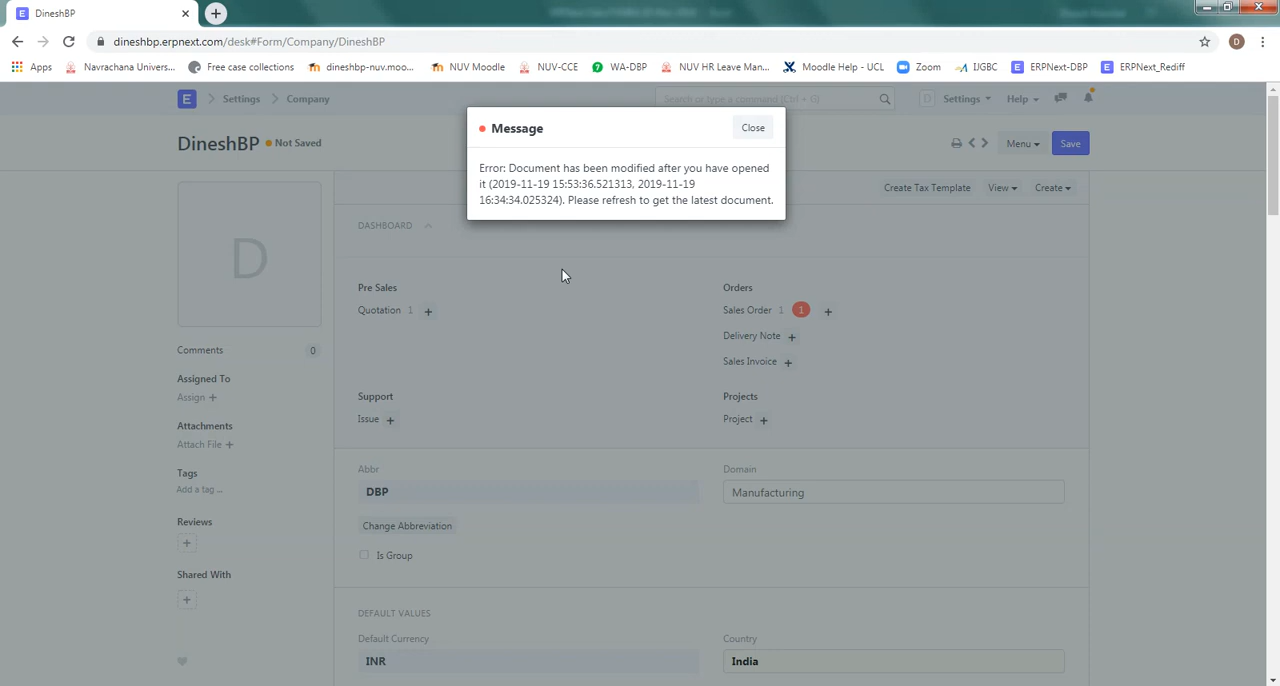 DineshBP
dineshbp.erpnext.com/desk#Form/Company/DineshBP
D
Apps
Navrachana Univers...
Free case collections
dineshbp-nuv.moo...
NUV Moodle
NUV-CCE
WA-DBP
NUV HR Leave Man...
Moodle Help - UCL
Zoom
IJGBC
ERPNext-DBP
ERPNext_Rediff
E
Settings
Company
Search or type a command (Ctrl + G)
D
Settings
Help
DineshBP
Not Saved
Menu
Save
Message
Close
Error: Document has been modified after you have opened
it (2019-11-19 15:53:36.521313, 2019-11-19
16:34:34.025324). Please refresh to get the latest document.
Create Tax Template
View
Create
D
DASHBOARD
Pre Sales
Orders
Quotation 1 +
Sales Order 1 1 +
Delivery Note +
Sales Invoice +
Comments 0
Assigned To
Assign +
Support
Projects
Issue +
Project +
Attachments
Attach File +
Tags
Add a tag ...
Abbr
Domain
DBP
Manufacturing
Change Abbreviation
Is Group
Reviews
+
Shared With
+
DEFAULT VALUES
Default Currency
Country
INR
India